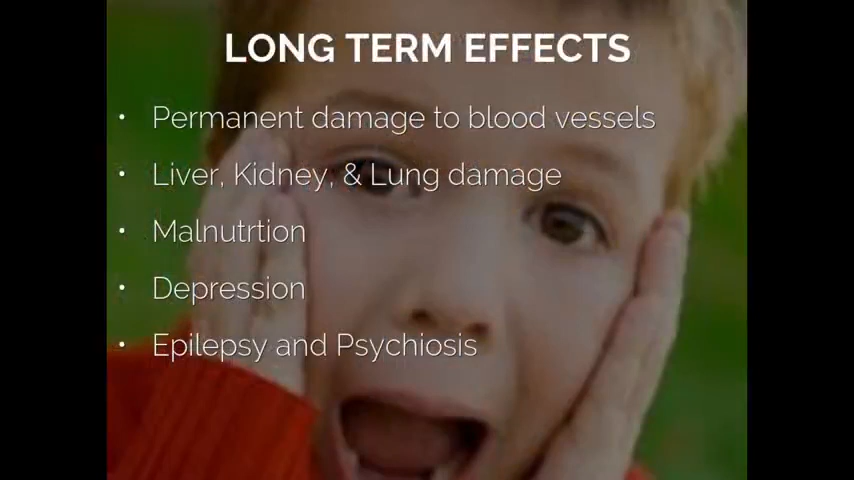 LONG TERM EFFECTS
• Permanent damage to blood vessels
• Liver, Kidney, & Lung damage
• Malnutrtion
• Depression
• Epilepsy and Psychiosis